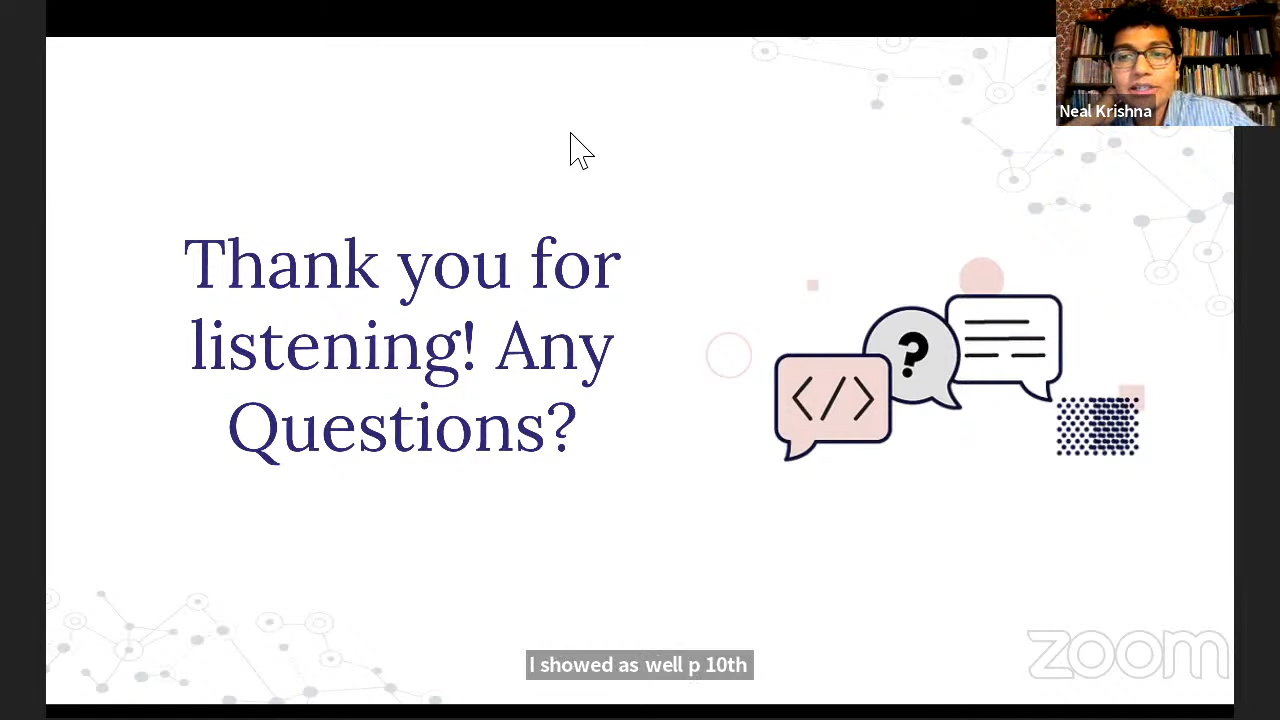 Neal Krishna
Thank you for
listening! Any
Questions?
?
</>
I showed as well p 10th
zoom